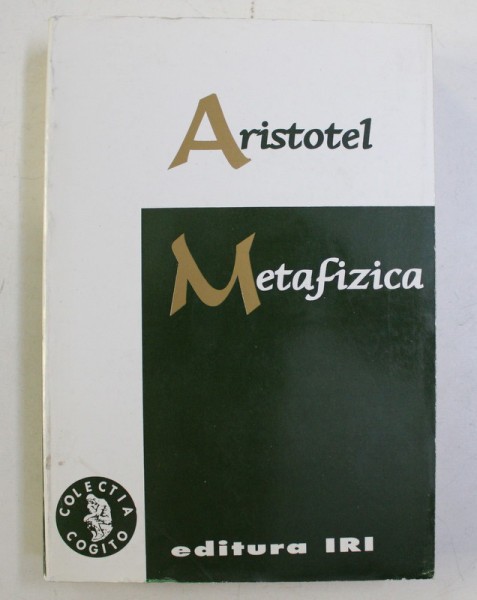 Aristotel
Metafizica
COLECTIA
COGITO
editura IRI